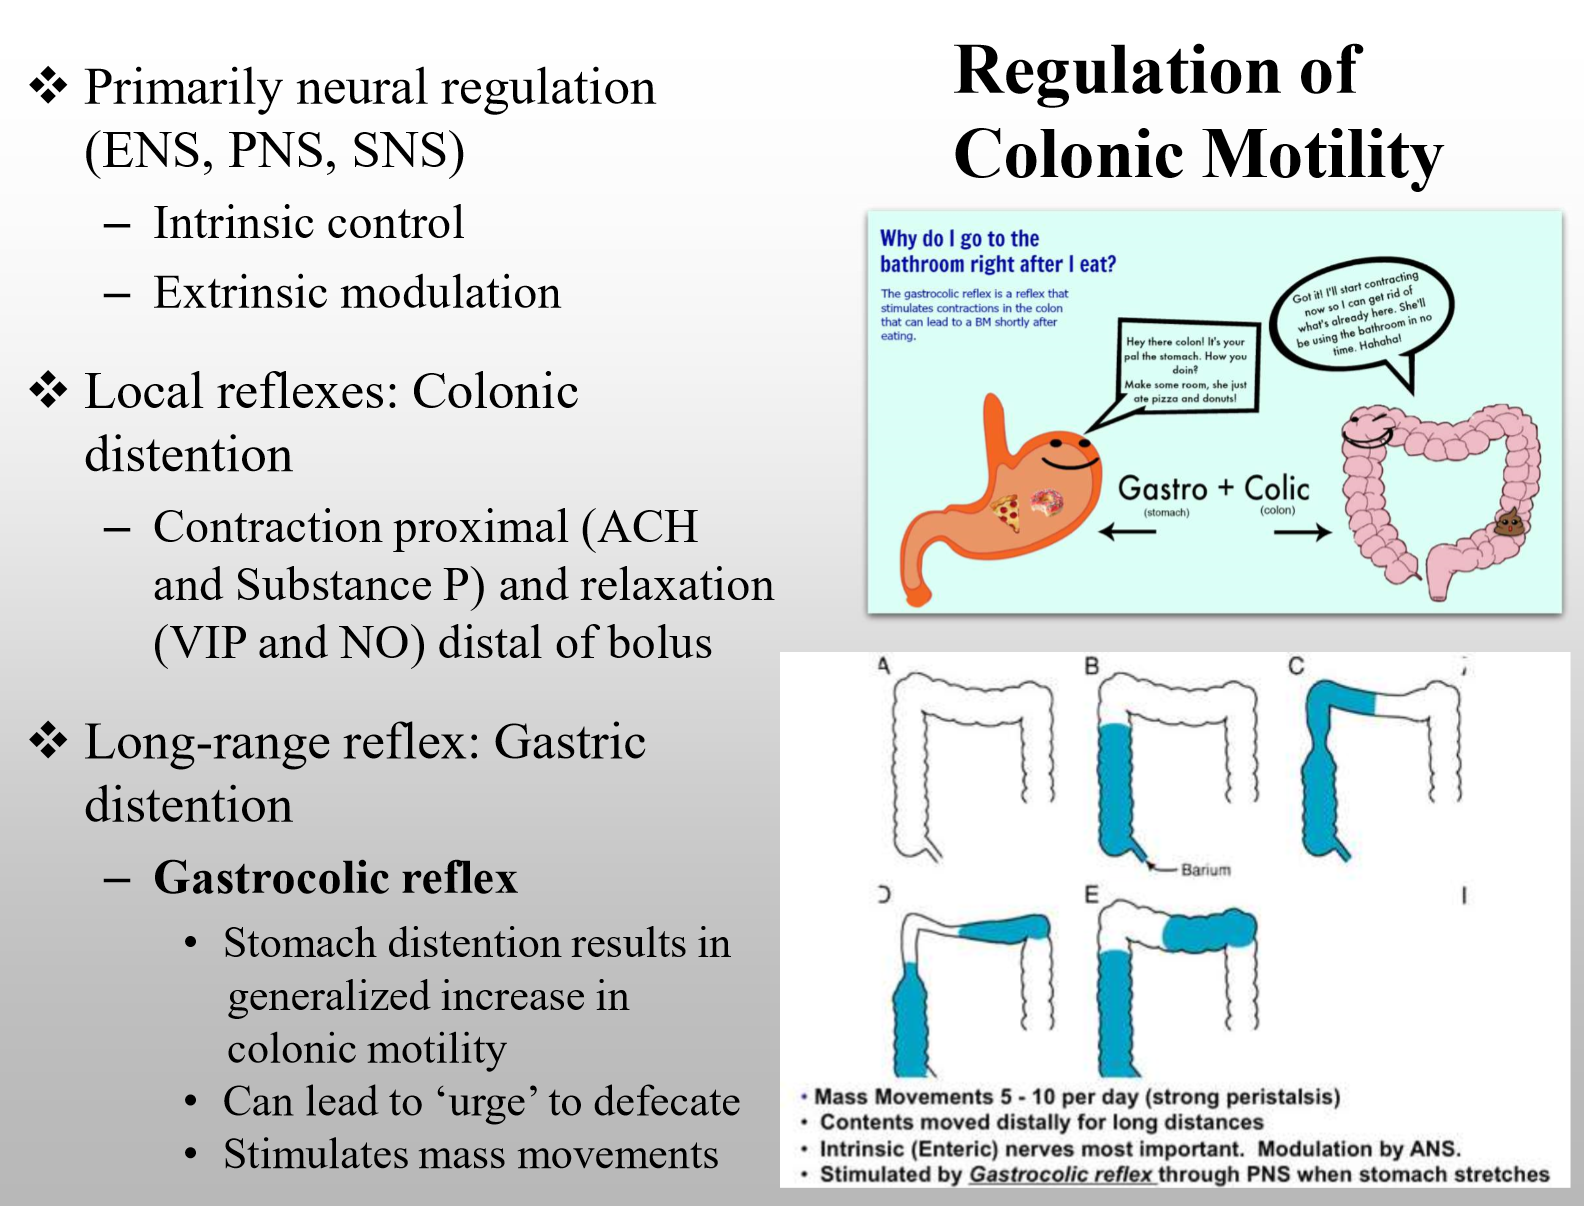 Regulation of
Colonic Motility
❖ Primarily neural regulation
(ENS, PNS, SNS)
– Intrinsic control
– Extrinsic modulation
❖ Local reflexes: Colonic
distention
– Contraction proximal (ACH
and Substance P) and relaxation
(VIP and NO) distal of bolus
❖ Long-range reflex: Gastric
distention
– Gastrocolic reflex
• Stomach distention results in
generalized increase in
colonic motility
• Can lead to ‘urge’ to defecate
• Stimulates mass movements
Why do I go to the
bathroom right after I eat?
The gastrocolic reflex is a reflex that
stimulates contractions in the colon
that can lead to a BM shortly after
eating.
Hey there colon! It's your
pal the stomach. How you
doin?
Make some room, she just
ate pizza and donuts!
Got it! I'll start contracting
now so I can get rid of
what's already here. She'll
be using the bathroom in no
time. Hahaha!
Gastro + Colic
(stomach) (colon)
A B C
Barium
D E
• Mass Movements 5 - 10 per day (strong peristalsis)
• Contents moved distally for long distances
• Intrinsic (Enteric) nerves most important. Modulation by ANS.
• Stimulated by Gastrocolic reflex through PNS when stomach stretches